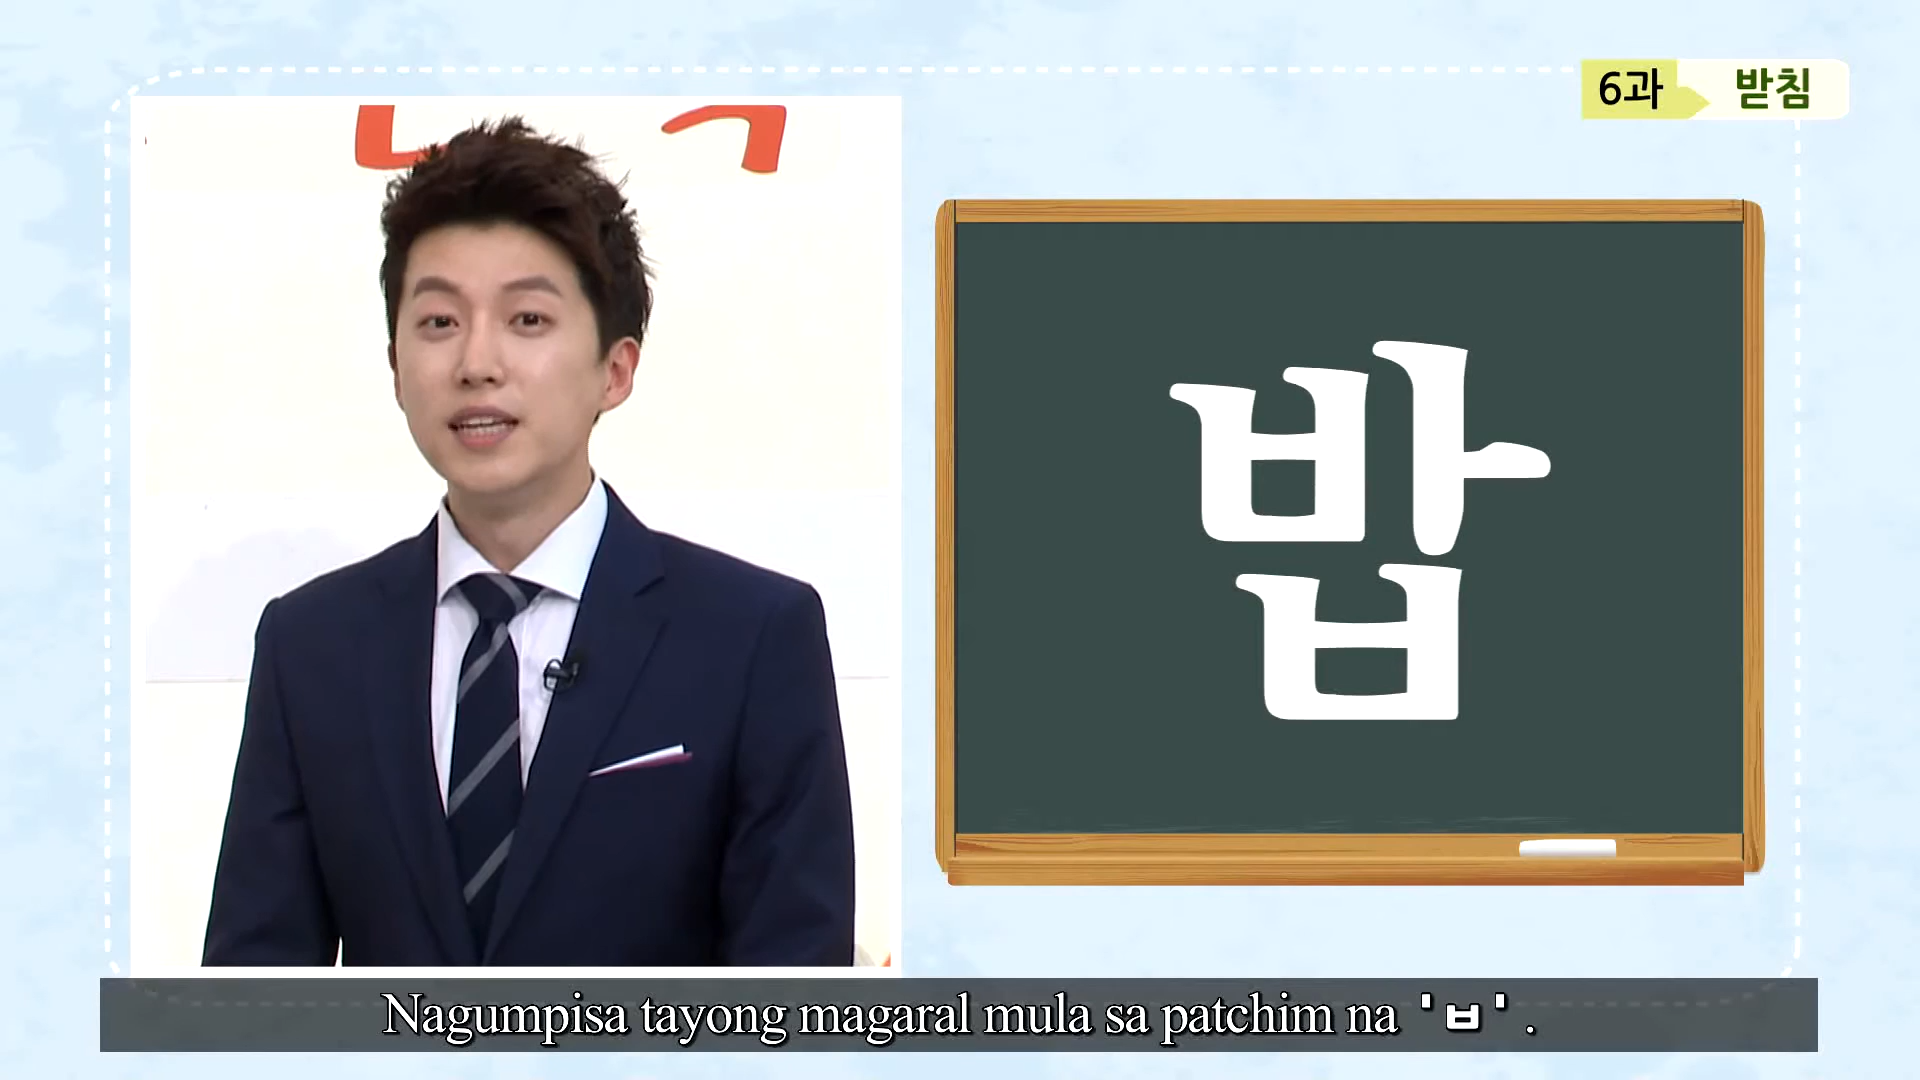 6과 받침
밥
Nagumpisa tayong magaral mula sa patchim na 'ㅂ'.